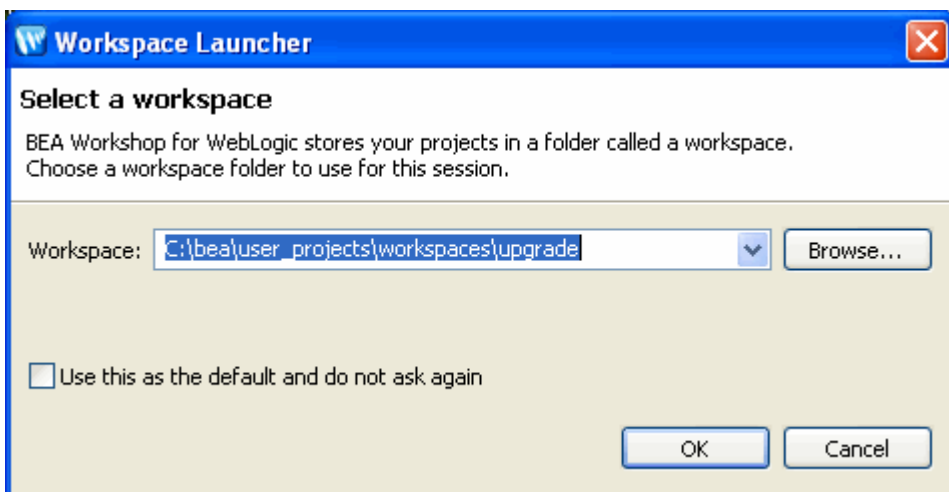 Workspace Launcher
Select a workspace
BEA Workshop for WebLogic stores your projects in a folder called a workspace.
Choose a workspace folder to use for this session.
Workspace: C:\bea\user_projects\workspaces\upgrade Browse...
Use this as the default and do not ask again
OK Cancel